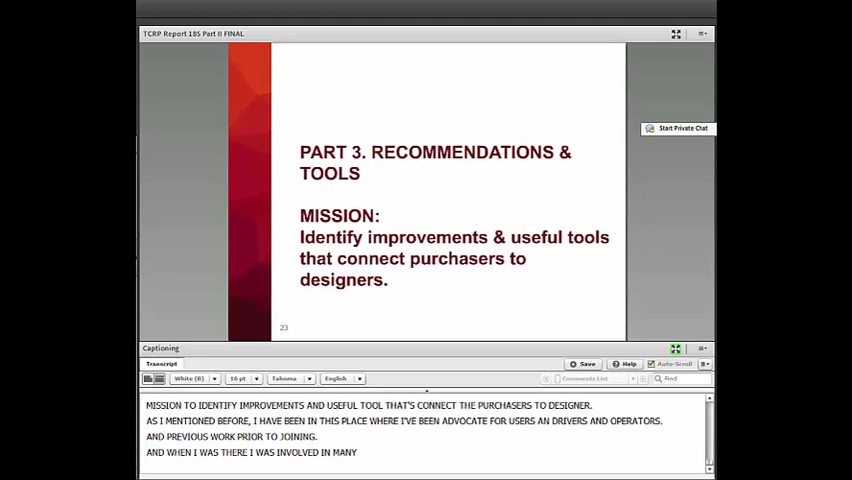 TCRP Report 185 Part II FINAL
Start Private Chat
PART 3. RECOMMENDATIONS &
TOOLS
MISSION:
Identify improvements & useful tools
that connect purchasers to
designers.
23
Captioning
Transcript
Save Help Auto-Scroll
White (B) 16 pt Tahoma English Comments List Find
MISSION TO IDENTIFY IMPROVEMENTS AND USEFUL TOOL THAT'S CONNECT THE PURCHASERS TO DESIGNER.
AS I MENTIONED BEFORE, I HAVE BEEN IN THIS PLACE WHERE I'VE BEEN ADVOCATE FOR USERS AN DRIVERS AND OPERATORS.
AND PREVIOUS WORK PRIOR TO JOINING.
AND WHEN I WAS THERE I WAS INVOLVED IN MANY